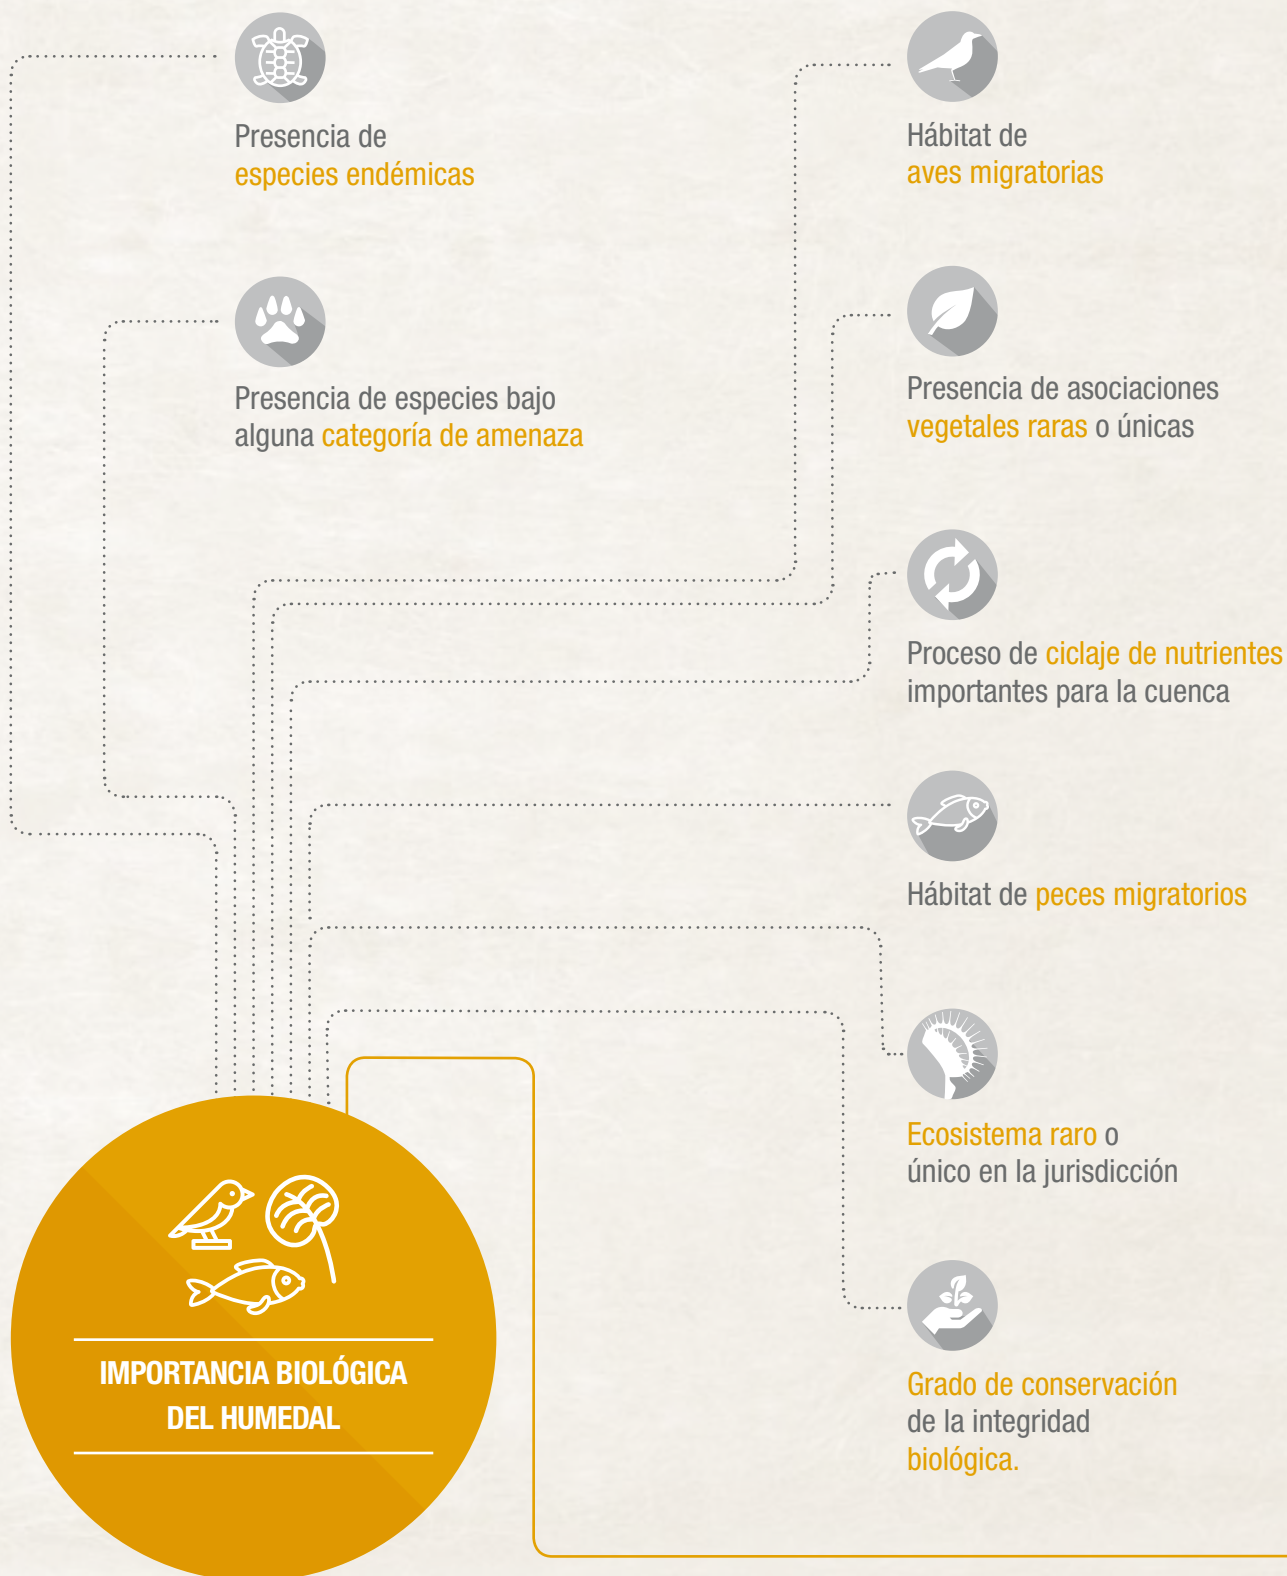 Presencia de
especies endémicas
Presencia de especies bajo
alguna categoría de amenaza
Hábitat de
aves migratorias
Presencia de asociaciones
vegetales raras o únicas
Proceso de ciclaje de nutrientes
importantes para la cuenca
Hábitat de peces migratorios
Ecosistema raro o
único en la jurisdicción
Grado de conservación
de la integridad
biológica.
IMPORTANCIA BIOLÓGICA
DEL HUMEDAL